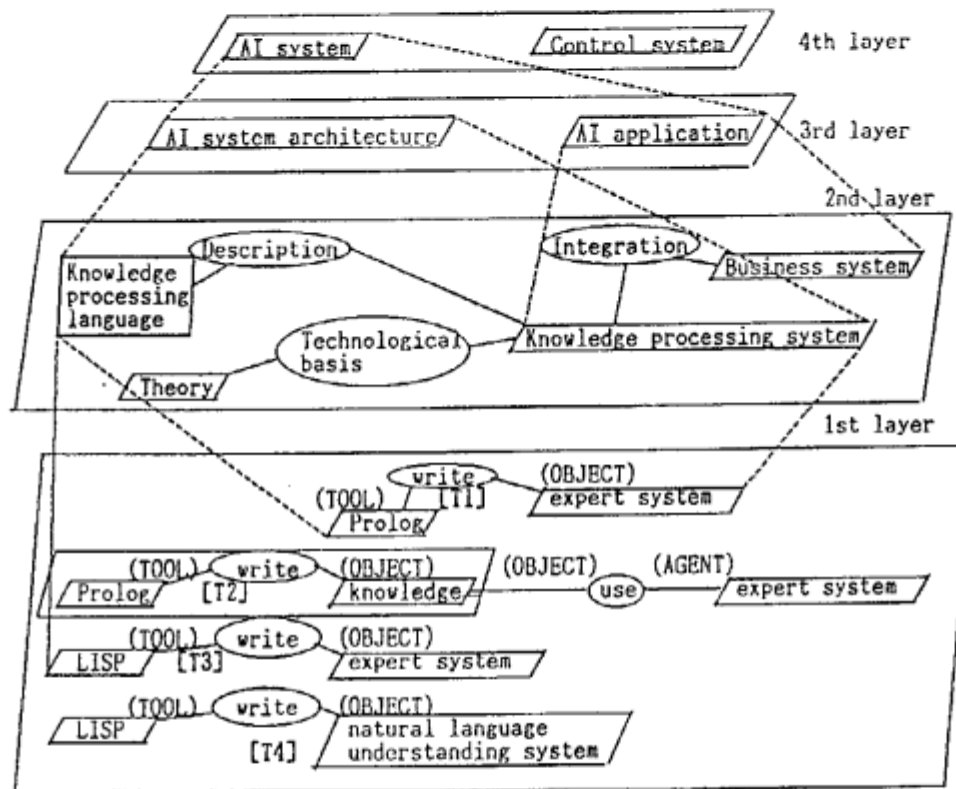 AI system
Control system
4th layer
AI system architecture
AI application
3rd layer
2nd layer
Description
Integration
Knowledge
processing
language
Business system
Technological
basis
Knowledge processing system
Theory
1st layer
write
(OBJECT)
(TOOL)
[T1]
expert system
Prolog
(TOOL)
write
(OBJECT)
(OBJECT)
(AGENT)
Prolog
[T2]
knowledge
use
expert system
(TOOL)
write
(OBJECT)
LISP
[T3]
expert system
(TOOL)
write
(OBJECT)
LISP
[T4]
natural language
understanding system